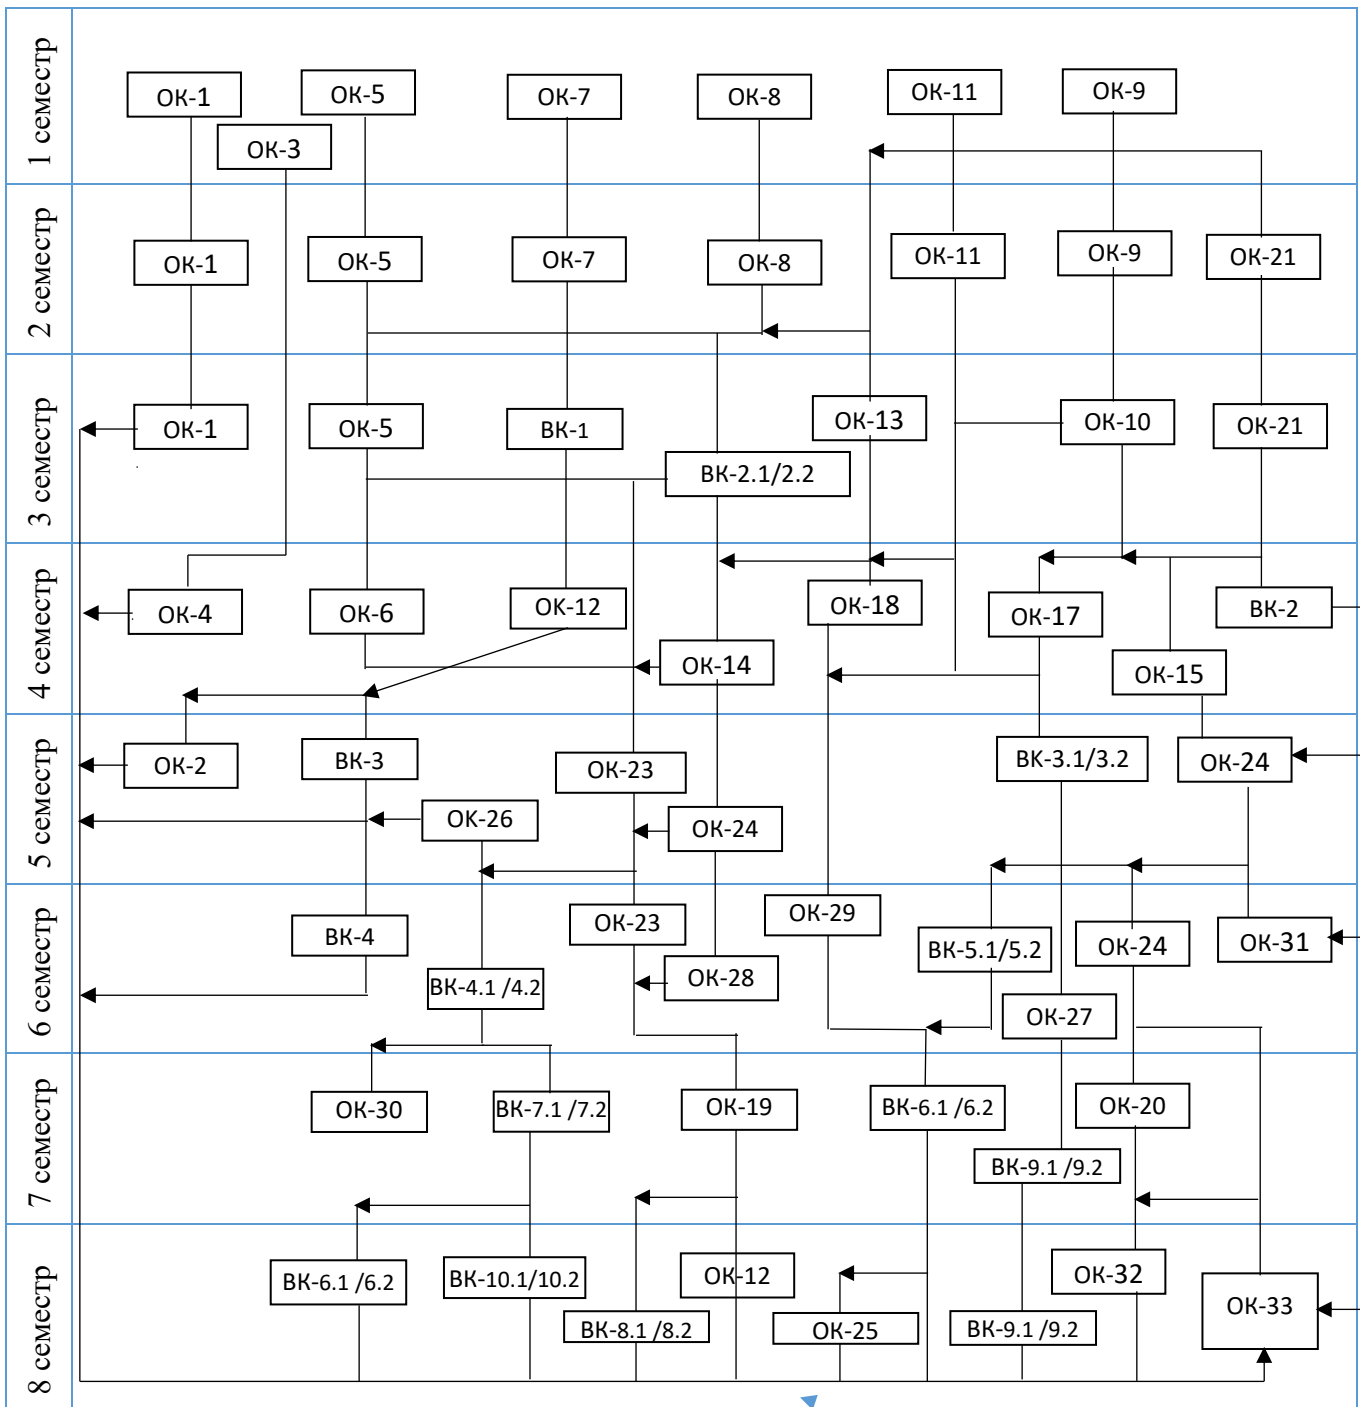 1 семестр
ОК-1
ОК-5
ОК-7
ОК-8
ОК-11
ОК-9
ОК-3
2 семестр
ОК-1
ОК-5
ОК-7
ОК-8
ОК-11
ОК-9
ОК-21
3 семестр
ОК-1
ОК-5
ВК-1
ОК-13
ОК-10
ОК-21
ВК-2.1/2.2
4 семестр
ОК-4
ОК-6
ОК-12
ОК-18
ОК-17
ВК-2
ОК-14
ОК-15
5 семестр
ОК-2
ВК-3
ОК-23
ВК-3.1/3.2
ОК-24
ОК-26
ОК-24
6 семестр
ВК-4
ОК-23
ОК-29
ВК-5.1/5.2
ОК-24
ОК-31
ВК-4.1 /4.2
ОК-28
ОК-27
7 семестр
ОК-30
ВК-7.1 /7.2
ОК-19
ВК-6.1 /6.2
ОК-20
ВК-9.1 /9.2
8 семестр
ВК-6.1 /6.2
ВК-10.1/10.2
ОК-12
ОК-32
ОК-33
ВК-8.1 /8.2
ОК-25
ВК-9.1 /9.2